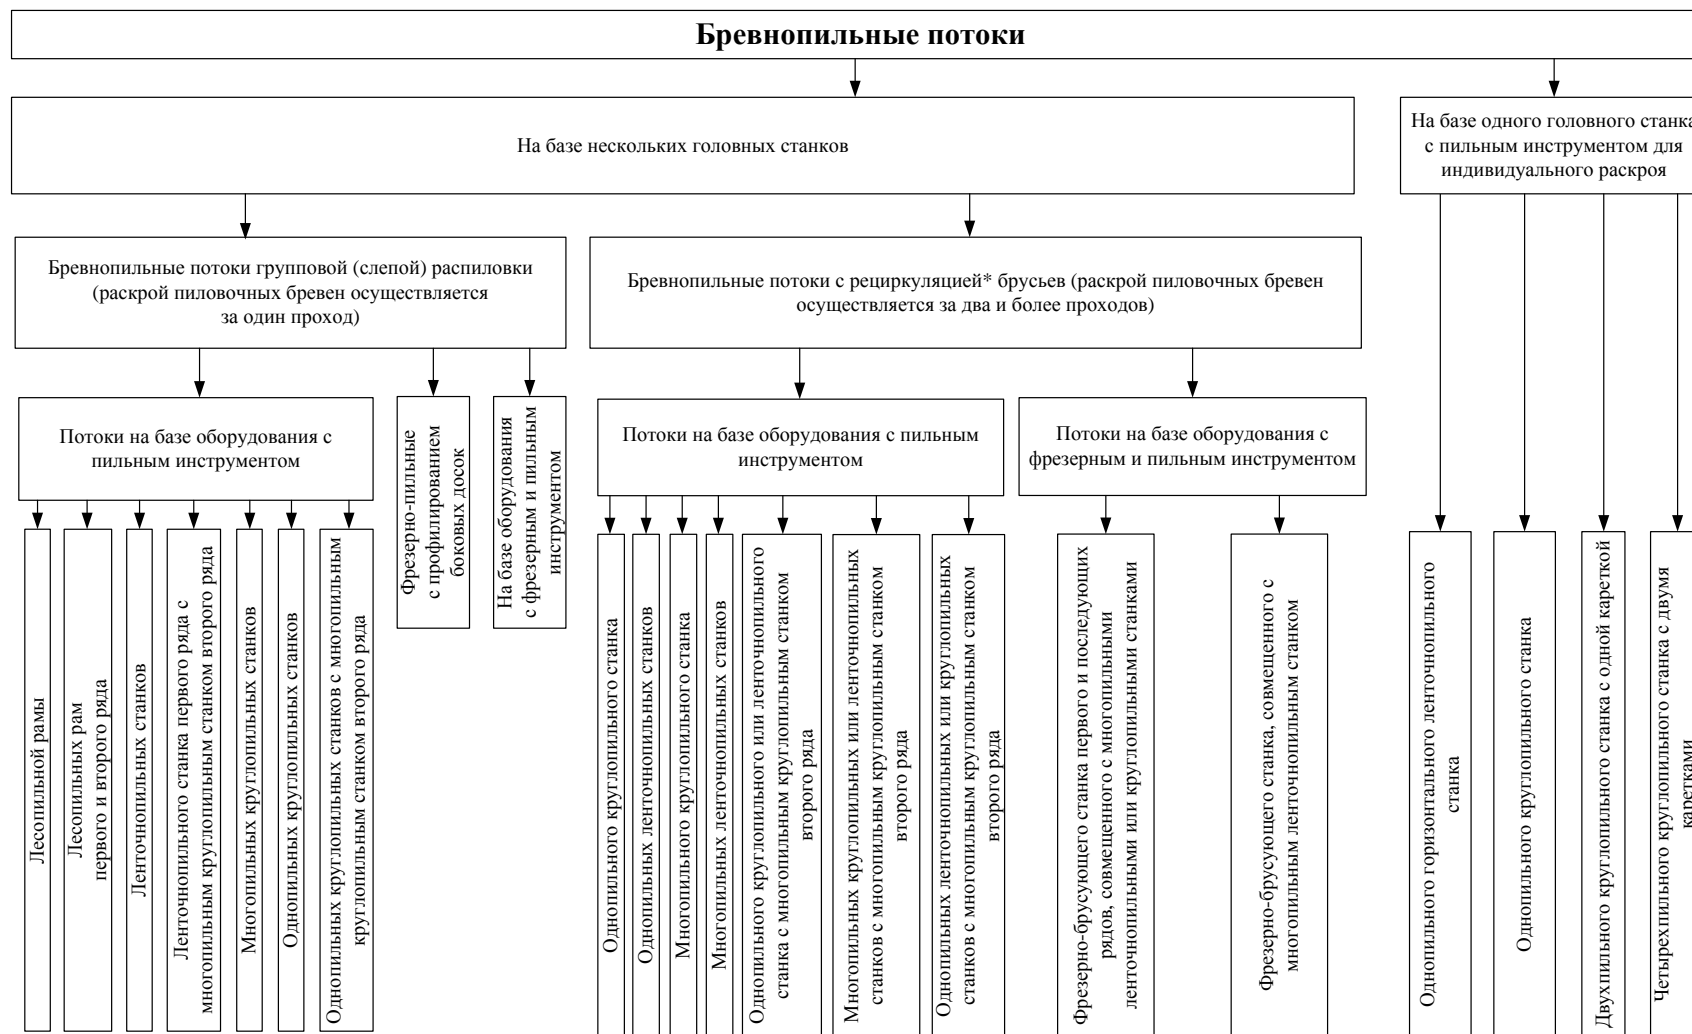 Бревнопильные потоки
На базе нескольких головных станков
На базе одного головного станка
с пильным инструментом для
индивидуального раскроя
Бревнопильные потоки групповой (слепой) распиловки
(раскрой пиловочных бревен осуществляется
за один проход)
Бревнопильные потоки с рециркуляцией* брусьев (раскрой пиловочных бревен
осуществляется за два и более проходов)
Потоки на базе оборудования с
пильным инструментом
Фрезерно-пильные
с профилированием
боковых досок
На базе оборудования
с фрезерным и пильным
инструментом
Потоки на базе оборудования с пильным
инструментом
Потоки на базе оборудования с
фрезерным и пильным инструментом
Лесопильной рамы
Лесопильных рам
первого и второго ряда
Ленточнопильных станков
Ленточнопильного станка первого ряда с
многопильным круглопильным станком второго ряда
Многопильных круглопильных станков
Однопильных круглопильных станков
Однопильных круглопильных станков с многопильным
круглопильным станком второго ряда
Однопильного круглопильного станка
Однопильных ленточнопильных станков
Многопильного круглопильного станка
Многопильных ленточнопильных станков
Однопильного круглопильного или ленточнопильного
станка с многопильным круглопильным станком
второго ряда
Многопильных круглопильных или ленточнопильных
станков с многопильным круглопильным станком
второго ряда
Однопильных ленточнопильных или круглопильных
станков с многопильным круглопильным станком
второго ряда
Фрезерно-брусующего станка первого и последующих
рядов, совмещенного с многопильными
ленточнопильными или круглопильными станками
Фрезерно-брусующего станка, совмещенного с
многопильным ленточнопильным станком
Однопильного горизонтального ленточнопильного
станка
Однопильного круглопильного станка
Двухпильного круглопильного станка с одной кареткой
Четырехпильного круглопильного станка с двумя
каретками